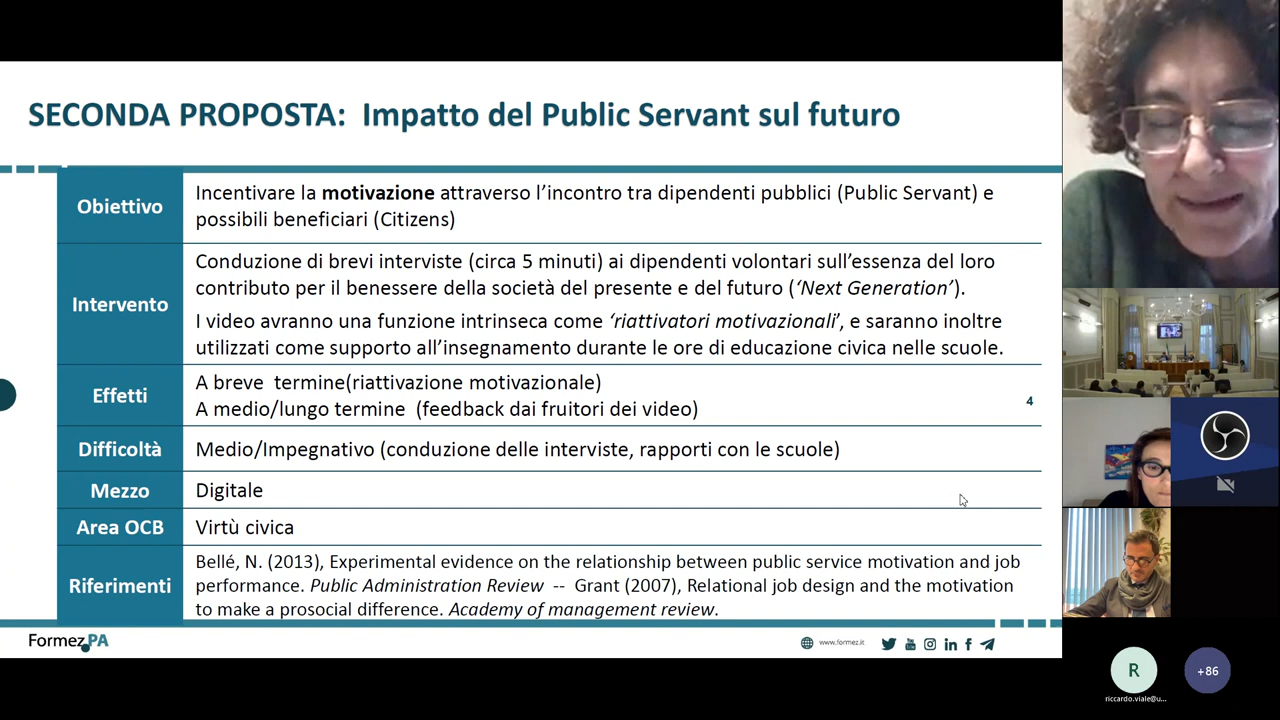 SECONDA PROPOSTA: Impatto del Public Servant sul futuro
Obiettivo
Incentivare la motivazione attraverso l'incontro tra dipendenti pubblici (Public Servant) e
possibili beneficiari (Citizens)
Intervento
Conduzione di brevi interviste (circa 5 minuti) ai dipendenti volontari sull'essenza del loro
contributo per il benessere della società del presente e del futuro ('Next Generation').
I video avranno una funzione intrinseca come 'riattivatori motivazionali', e saranno inoltre
utilizzati come supporto all'insegnamento durante le ore di educazione civica nelle scuole.
Effetti
A breve termine(riattivazione motivazionale)
A medio/lungo termine (feedback dai fruitori dei video)
4
Difficoltà
Medio/Impegnativo (conduzione delle interviste, rapporti con le scuole)
Mezzo
Digitale
Area OCB
Virtù civica
Riferimenti
Bellé, N. (2013), Experimental evidence on the relationship between public service motivation and job
performance. Public Administration Review -- Grant (2007), Relational job design and the motivation
to make a prosocial difference. Academy of management review.
Formez PA
www.formez.it
R
+86
riccardo.viale@u...